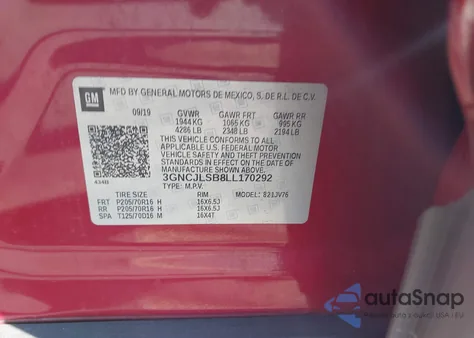 GM
MFD BY GENERAL MOTORS DE MEXICO, S. DE R.L. DE C.V.
09/19 GVWR GAWR FRT GAWR RR
1944 KG 1065 KG 995 KG
4286 LB 2348 LB 2194 LB
THIS VEHICLE CONFORMS TO ALL
APPLICABLE U.S. FEDERAL MOTOR VEHICLE
SAFETY, BUMPER, AND THEFT
PREVENTION STANDARDS IN
EFFECT ON THE DATE OF
MANUFACTURE SHOWN ABOVE.
3GNCJLSB8LL170292
TYPE: M.P.V. MODEL:
TIRE SIZE RIM
FRT P205/70R16 H 16X6.5J
RR P205/70R16 H 16X6.5J
SPA T125/70D16 M 16X4T
autoSnap